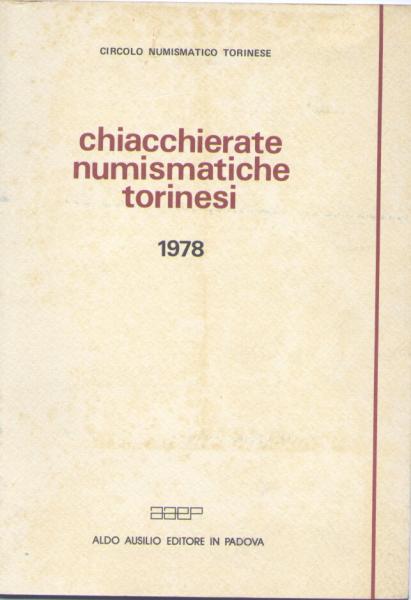 CIRCOLO NUMISMATICO TORINESE
chiacchierate
numismatiche
torinesi
1978
aaep
ALDO AUSILIO EDITORE IN PADOVA